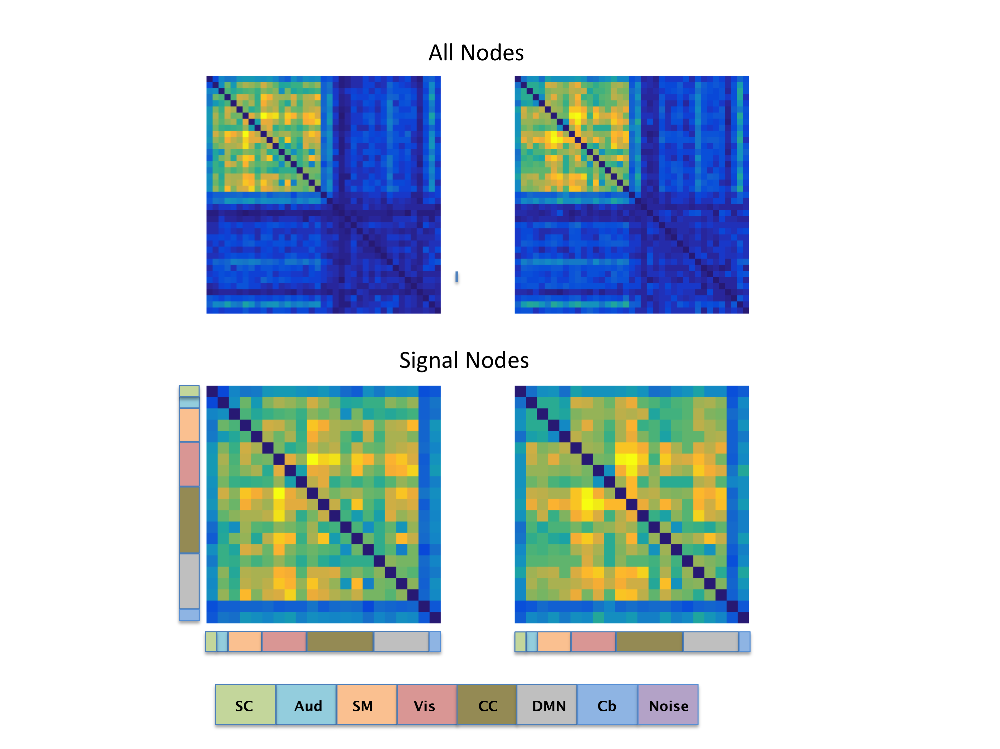 All Nodes
Signal Nodes
SC Aud SM Vis CC DMN Cb Noise